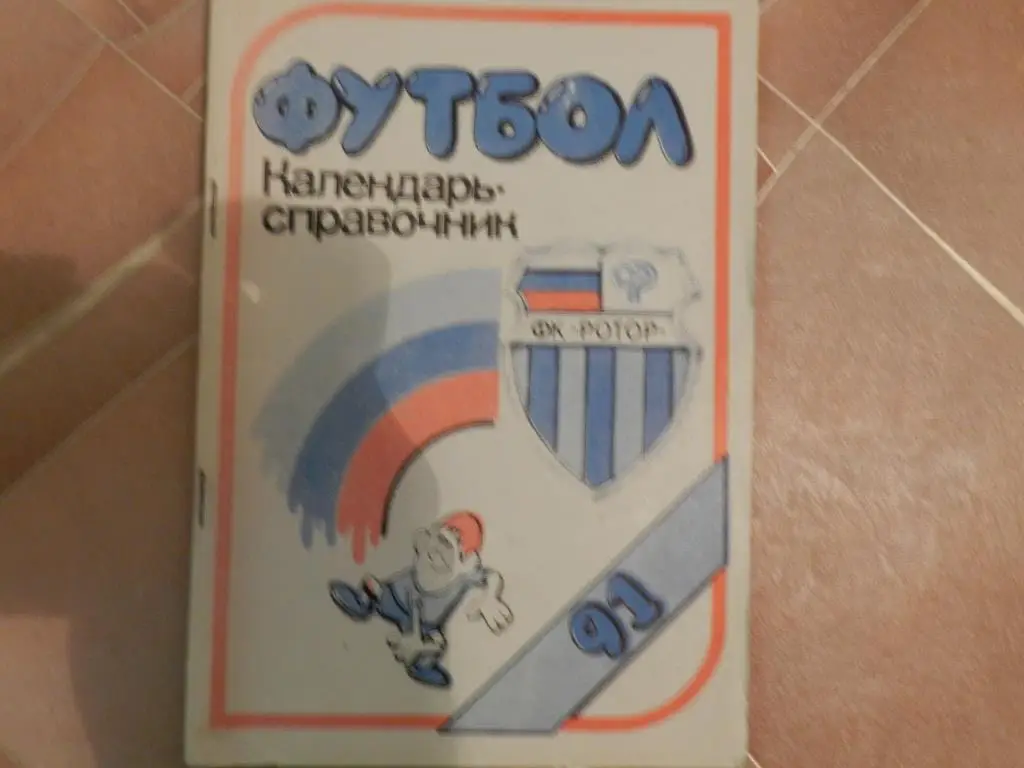 ФУТБОЛ
Календарь-
справочник
ФК «РОТОР»
91